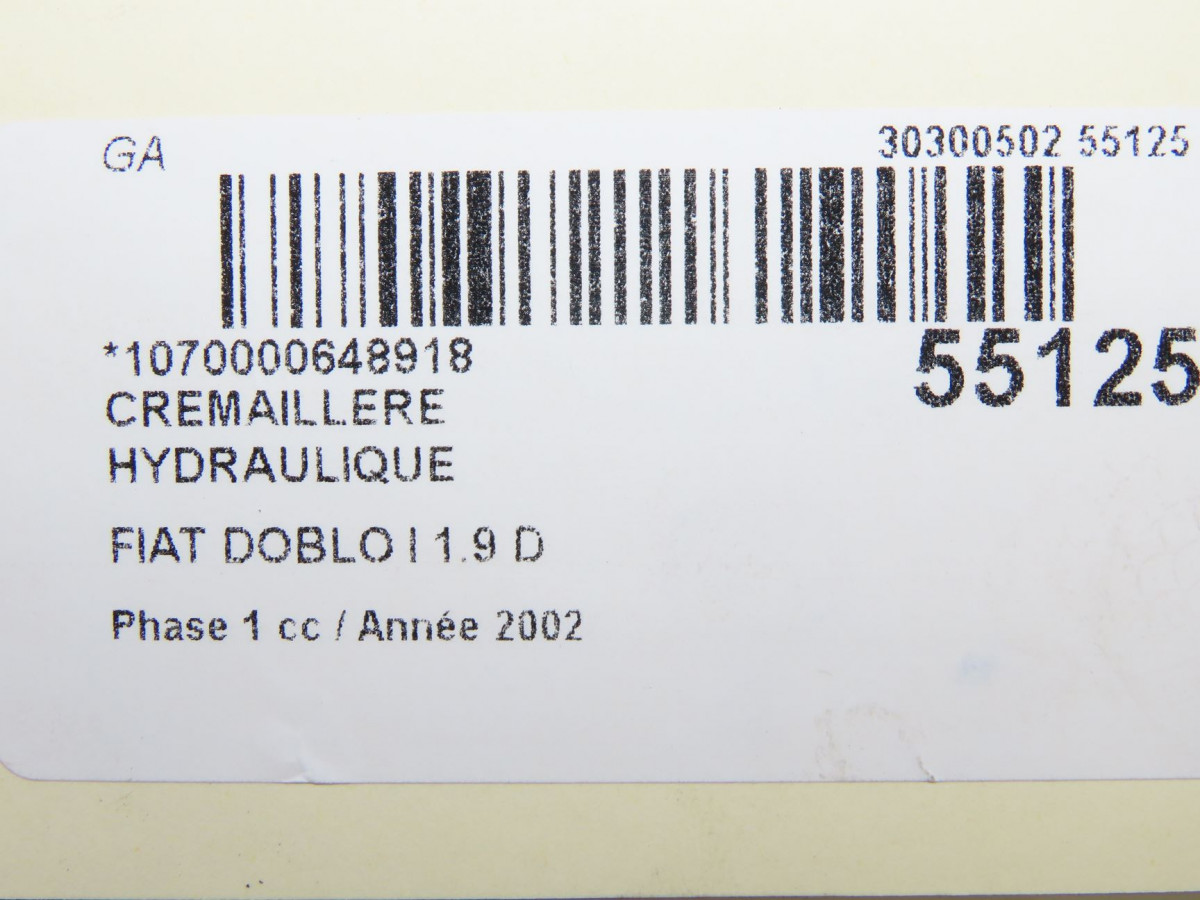 GA
30300502 55125
*1070000648918
55125
CREMAILLERE
HYDRAULIQUE
FIAT DOBLO I 1.9 D
Phase 1 cc / Année 2002